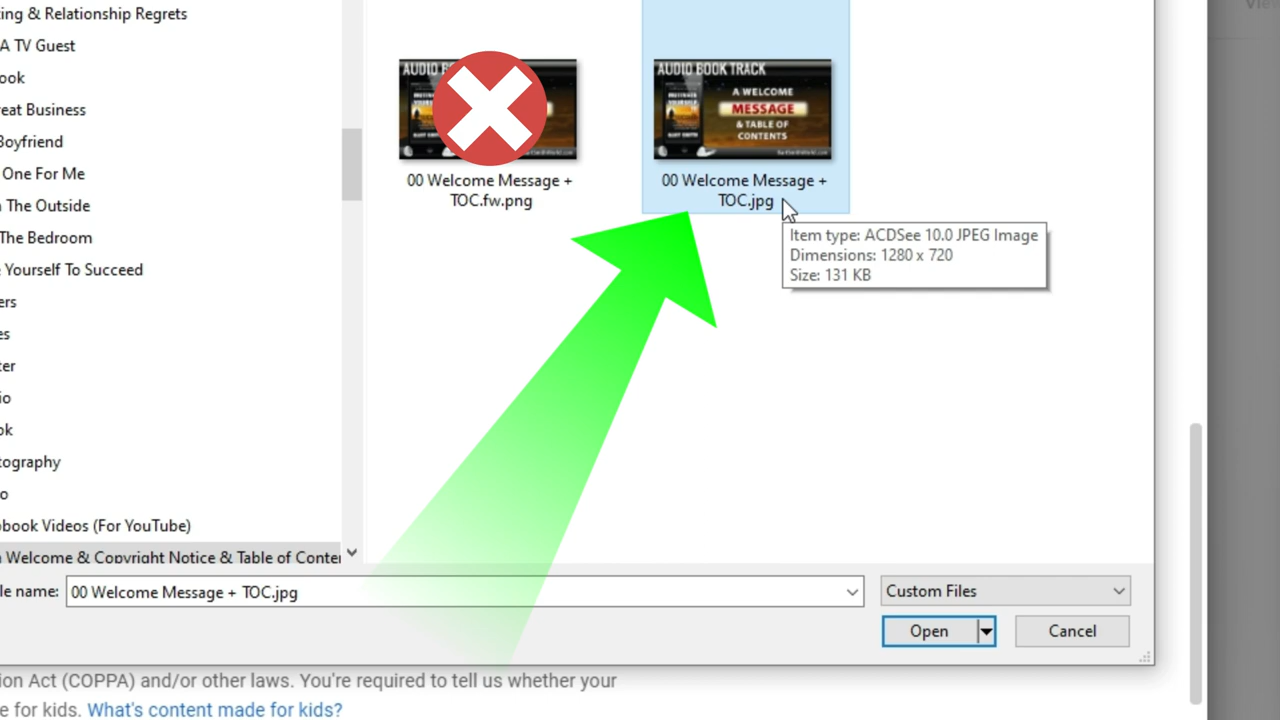 ing & Relationship Regrets
A TV Guest
ook
eat Business
Boyfriend
One For Me
The Outside
The Bedroom
Yourself To Succeed
ers
es
ter
io
ok
tography
o
book Videos (For YouTube)
Welcome & Copyright Notice & Table of Conter
AUDIO B
00 Welcome Message +
TOC.fw.png
AUDIO BOOK TRACK
A WELCOME
MESSAGE
& TABLE OF
CONTENTS
00 Welcome Message +
TOC.jpg
Item type: ACDSee 10.0 JPEG Image
Dimensions: 1280 x 720
Size: 131 KB
le name:
00 Welcome Message + TOC.jpg
Custom Files
Open
Cancel
ion Act (COPPA) and/or other laws. You're required to tell us whether your
e for kids. What's content made for kids?